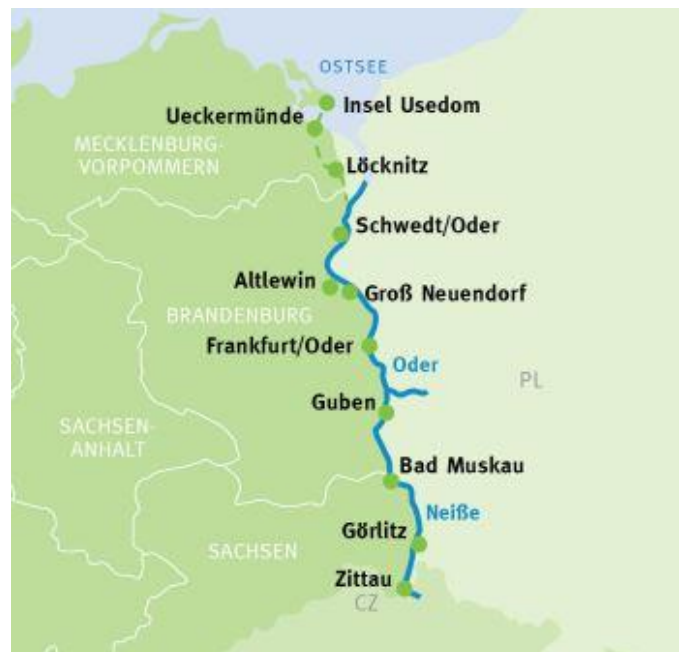 OSTSEE
Insel Usedom
Ueckermünde
MECKLENBURG-
VORPOMMERN
Löcknitz
Schwedt/Oder
Altlewin
Groß Neuendorf
BRANDENBURG
Frankfurt/Oder
Oder
PL
Guben
SACHSEN-
ANHALT
Bad Muskau
Neiße
Görlitz
SACHSEN
Zittau
CZ